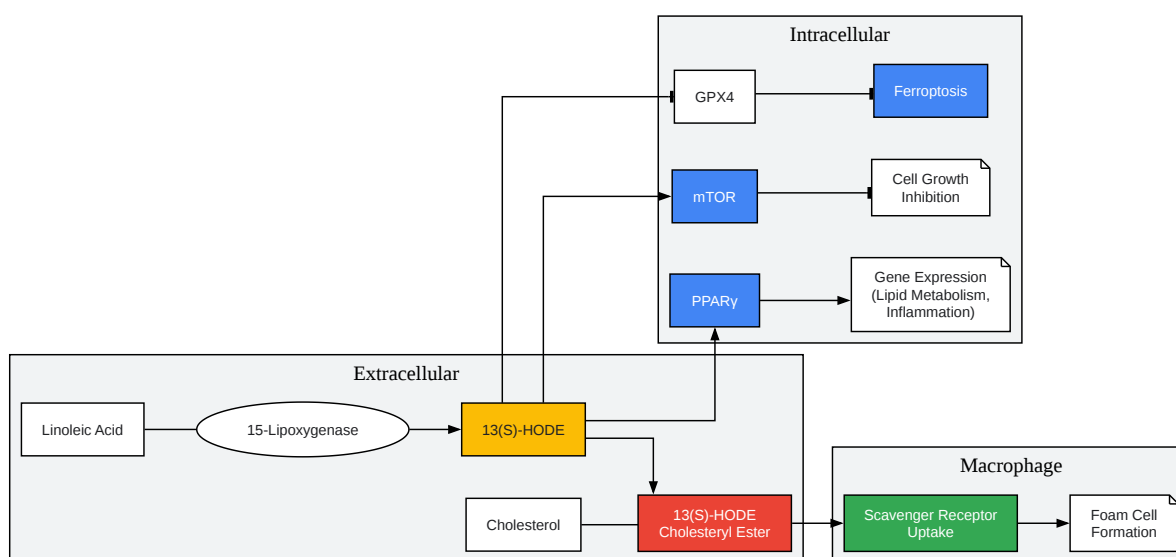 Intracellular
GPX4
Ferroptosis
mTOR
Cell Growth
Inhibition
PPARγ
Gene Expression
(Lipid Metabolism,
Inflammation)
Extracellular
Linoleic Acid
15-Lipoxygenase
13(S)-HODE
Cholesterol
13(S)-HODE
Cholesteryl Ester
Macrophage
Scavenger Receptor
Uptake
Foam Cell
Formation